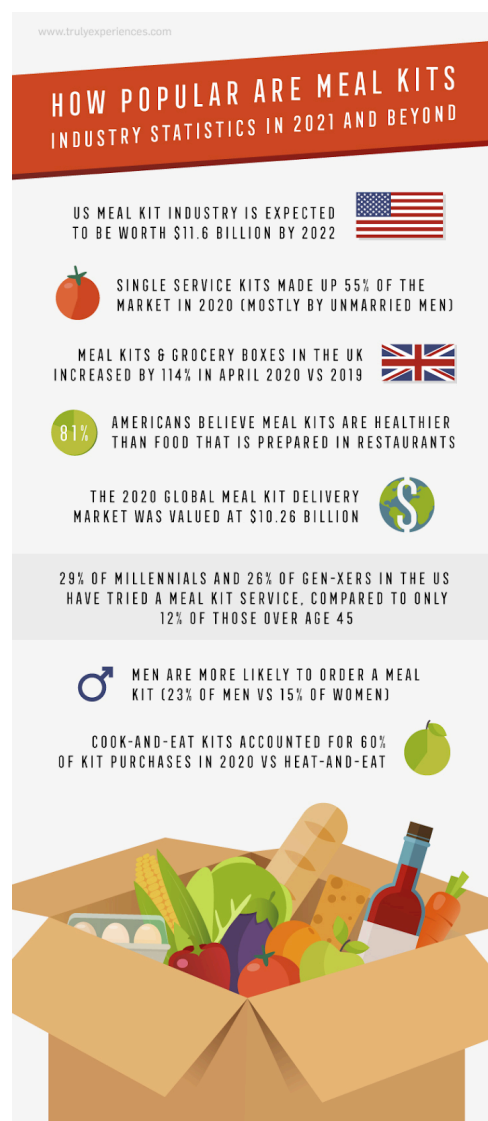 www.trulyexperiences.com
HOW POPULAR ARE MEAL KITS
INDUSTRY STATISTICS IN 2021 AND BEYOND
US MEAL KIT INDUSTRY IS EXPECTED
TO BE WORTH $11.6 BILLION BY 2022
SINGLE SERVICE KITS MADE UP 55% OF THE
MARKET IN 2020 (MOSTLY BY UNMARRIED MEN)
MEAL KITS & GROCERY BOXES IN THE UK
INCREASED BY 114% IN APRIL 2020 VS 2019
81%
AMERICANS BELIEVE MEAL KITS ARE HEALTHIER
THAN FOOD THAT IS PREPARED IN RESTAURANTS
THE 2020 GLOBAL MEAL KIT DELIVERY
MARKET WAS VALUED AT $10.26 BILLION
$
29% OF MILLENNIALS AND 26% OF GEN-XERS IN THE US
HAVE TRIED A MEAL KIT SERVICE, COMPARED TO ONLY
12% OF THOSE OVER AGE 45
MEN ARE MORE LIKELY TO ORDER A MEAL
KIT (23% OF MEN VS 15% OF WOMEN)
COOK-AND-EAT KITS ACCOUNTED FOR 60%
OF KIT PURCHASES IN 2020 VS HEAT-AND-EAT